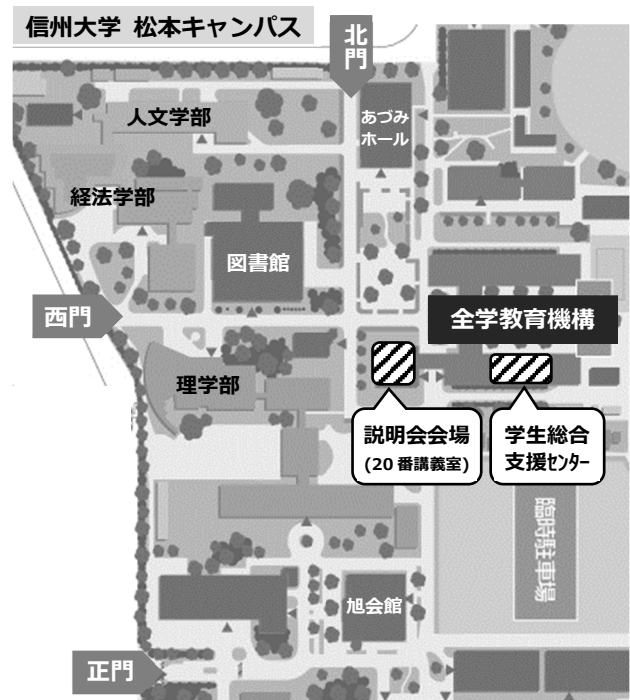 信州大学 松本キャンパス
北
門
人文学部
あづみ
ホール
経法学部
図書館
西門
全学教育機構
理学部
説明会会場
(20 番講義室)
学生総合
支援ｾﾝﾀｰ
臨時駐車場
旭会館
正門